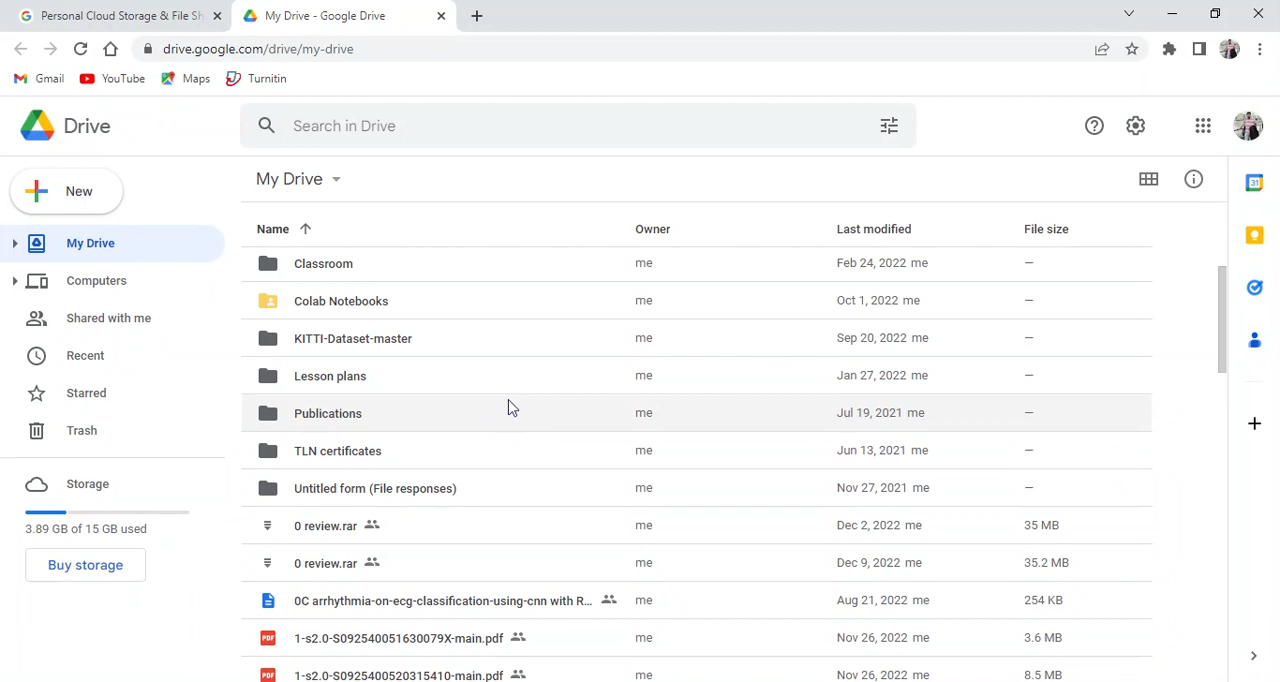 Personal Cloud Storage & File Sh
My Drive - Google Drive
drive.google.com/drive/my-drive
Gmail YouTube Maps Turnitin
Drive
Search in Drive
New
My Drive
Computers
Shared with me
Recent
Starred
Trash
Storage
3.89 GB of 15 GB used
Buy storage
My Drive
Name Owner Last modified File size
Classroom me Feb 24, 2022 me —
Colab Notebooks me Oct 1, 2022 me —
KITTI-Dataset-master me Sep 20, 2022 me —
Lesson plans me Jan 27, 2022 me —
Publications me Jul 19, 2021 me —
TLN certificates me Jun 13, 2021 me —
Untitled form (File responses) me Nov 27, 2021 me —
0 review.rar me Dec 2, 2022 me 35 MB
0 review.rar me Dec 9, 2022 me 35.2 MB
0C arrhythmia-on-ecg-classification-using-cnn with R... me Aug 21, 2022 me 254 KB
PDF 1-s2.0-S092540051630079X-main.pdf me Nov 26, 2022 me 3.6 MB
PDF 1-s2.0-S0925400520315410-main.pdf me Nov 26, 2022 me 8.5 MB
31